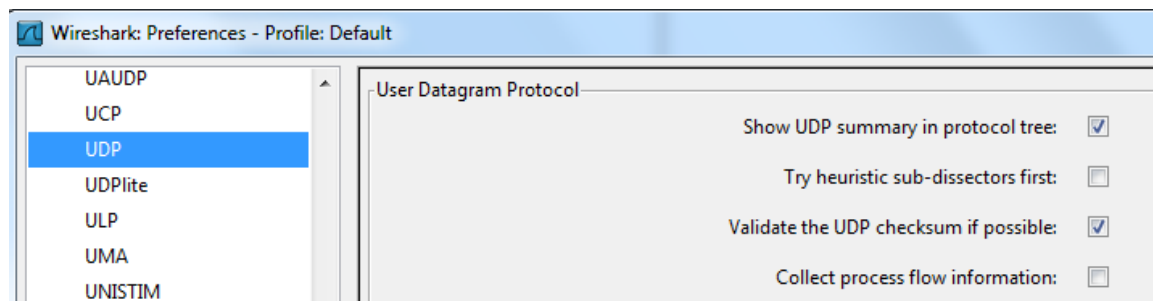 Wireshark: Preferences - Profile: Default
UAUDP
UCP
UDP
UDPlite
ULP
UMA
UNISTIM
User Datagram Protocol
Show UDP summary in protocol tree:
Try heuristic sub-dissectors first:
Validate the UDP checksum if possible:
Collect process flow information: